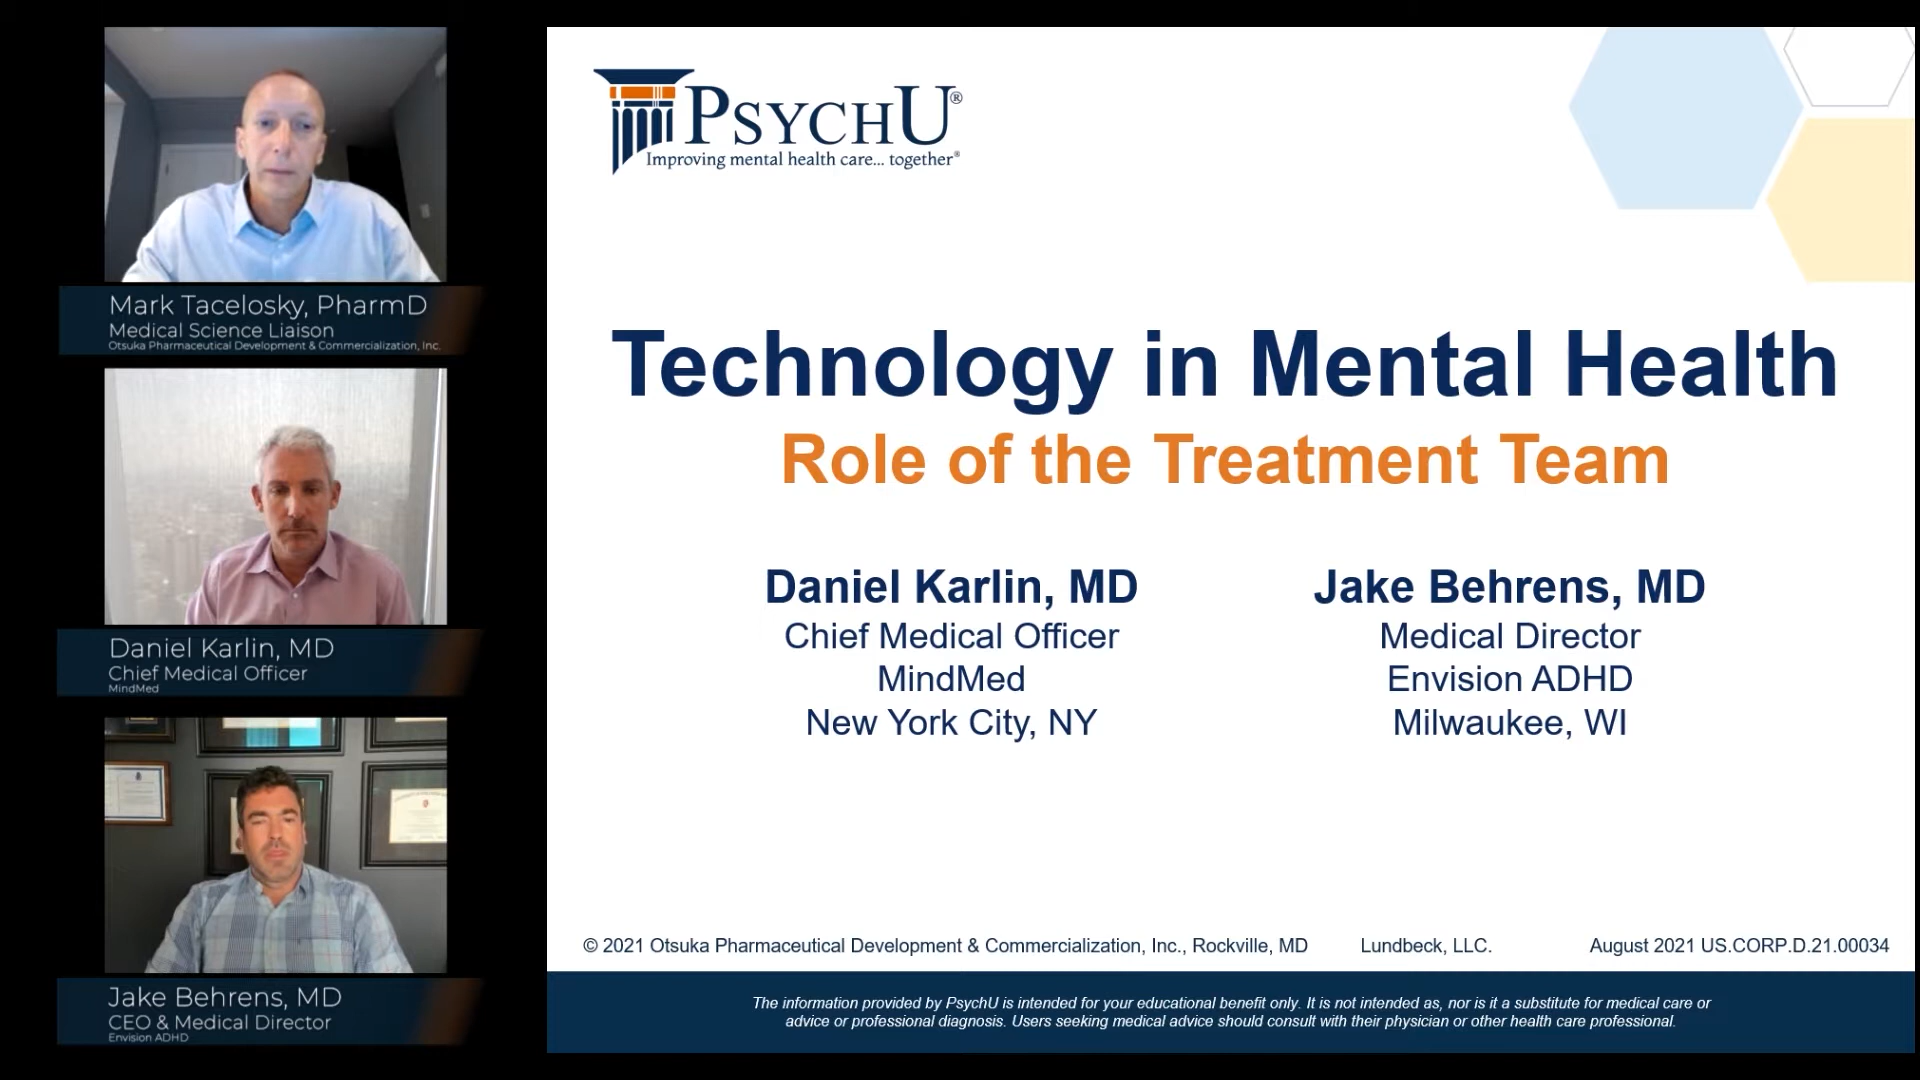 Mark Tacelosky, PharmD
Medical Science Liaison
Otsuka Pharmaceutical Development & Commercialization, Inc.
Daniel Karlin, MD
Chief Medical Officer
MindMed
Jake Behrens, MD
CEO & Medical Director
Envision ADHD
PSYCHU®
Improving mental health care... together®
Technology in Mental Health
Role of the Treatment Team
Daniel Karlin, MD
Chief Medical Officer
MindMed
New York City, NY
Jake Behrens, MD
Medical Director
Envision ADHD
Milwaukee, WI
© 2021 Otsuka Pharmaceutical Development & Commercialization, Inc., Rockville, MD Lundbeck, LLC. August 2021 US.CORP.D.21.00034
The information provided by PsychU is intended for your educational benefit only. It is not intended as, nor is it a substitute for medical care or
advice or professional diagnosis. Users seeking medical advice should consult with their physician or other health care professional.